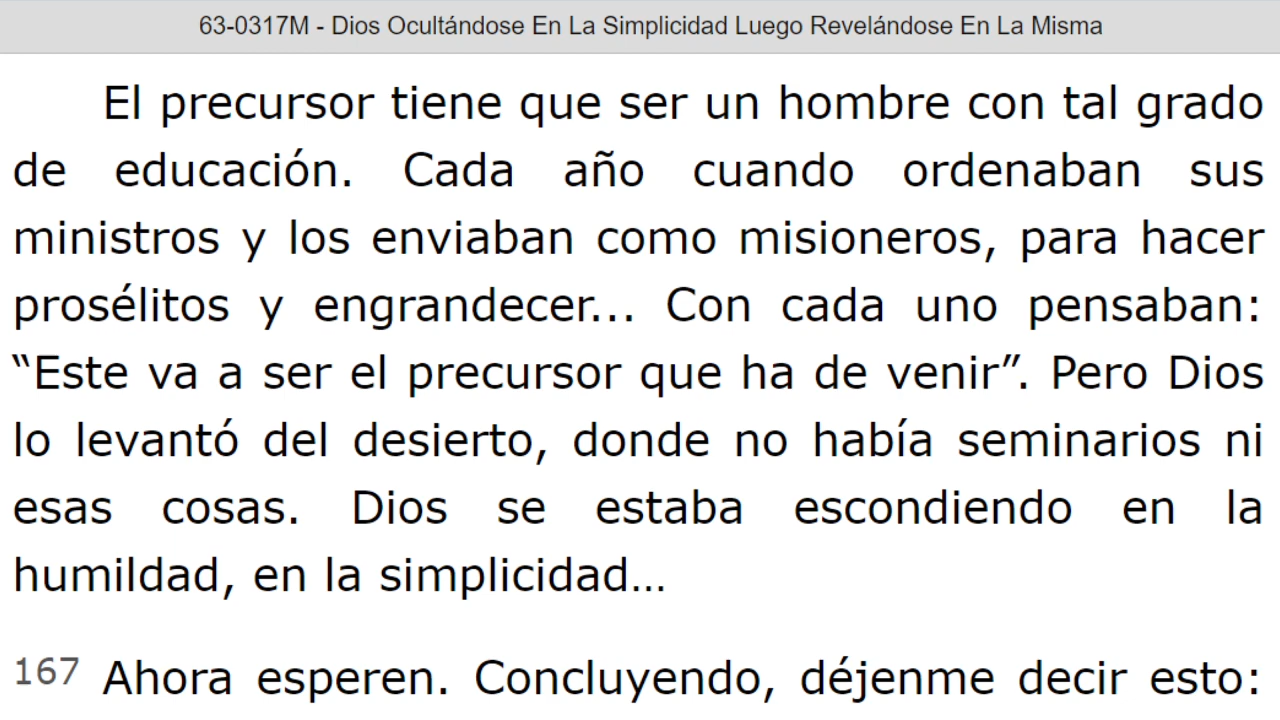 63-0317M - Dios Ocultándose En La Simplicidad Luego Revelándose En La Misma
El precursor tiene que ser un hombre con tal grado
de educación. Cada año cuando ordenaban sus
ministros y los enviaban como misioneros, para hacer
prosélitos y engrandecer... Con cada uno pensaban:
“Este va a ser el precursor que ha de venir”. Pero Dios
lo levantó del desierto, donde no había seminarios ni
esas cosas. Dios se estaba escondiendo en la
humildad, en la simplicidad…
167 Ahora esperen. Concluyendo, déjenme decir esto: